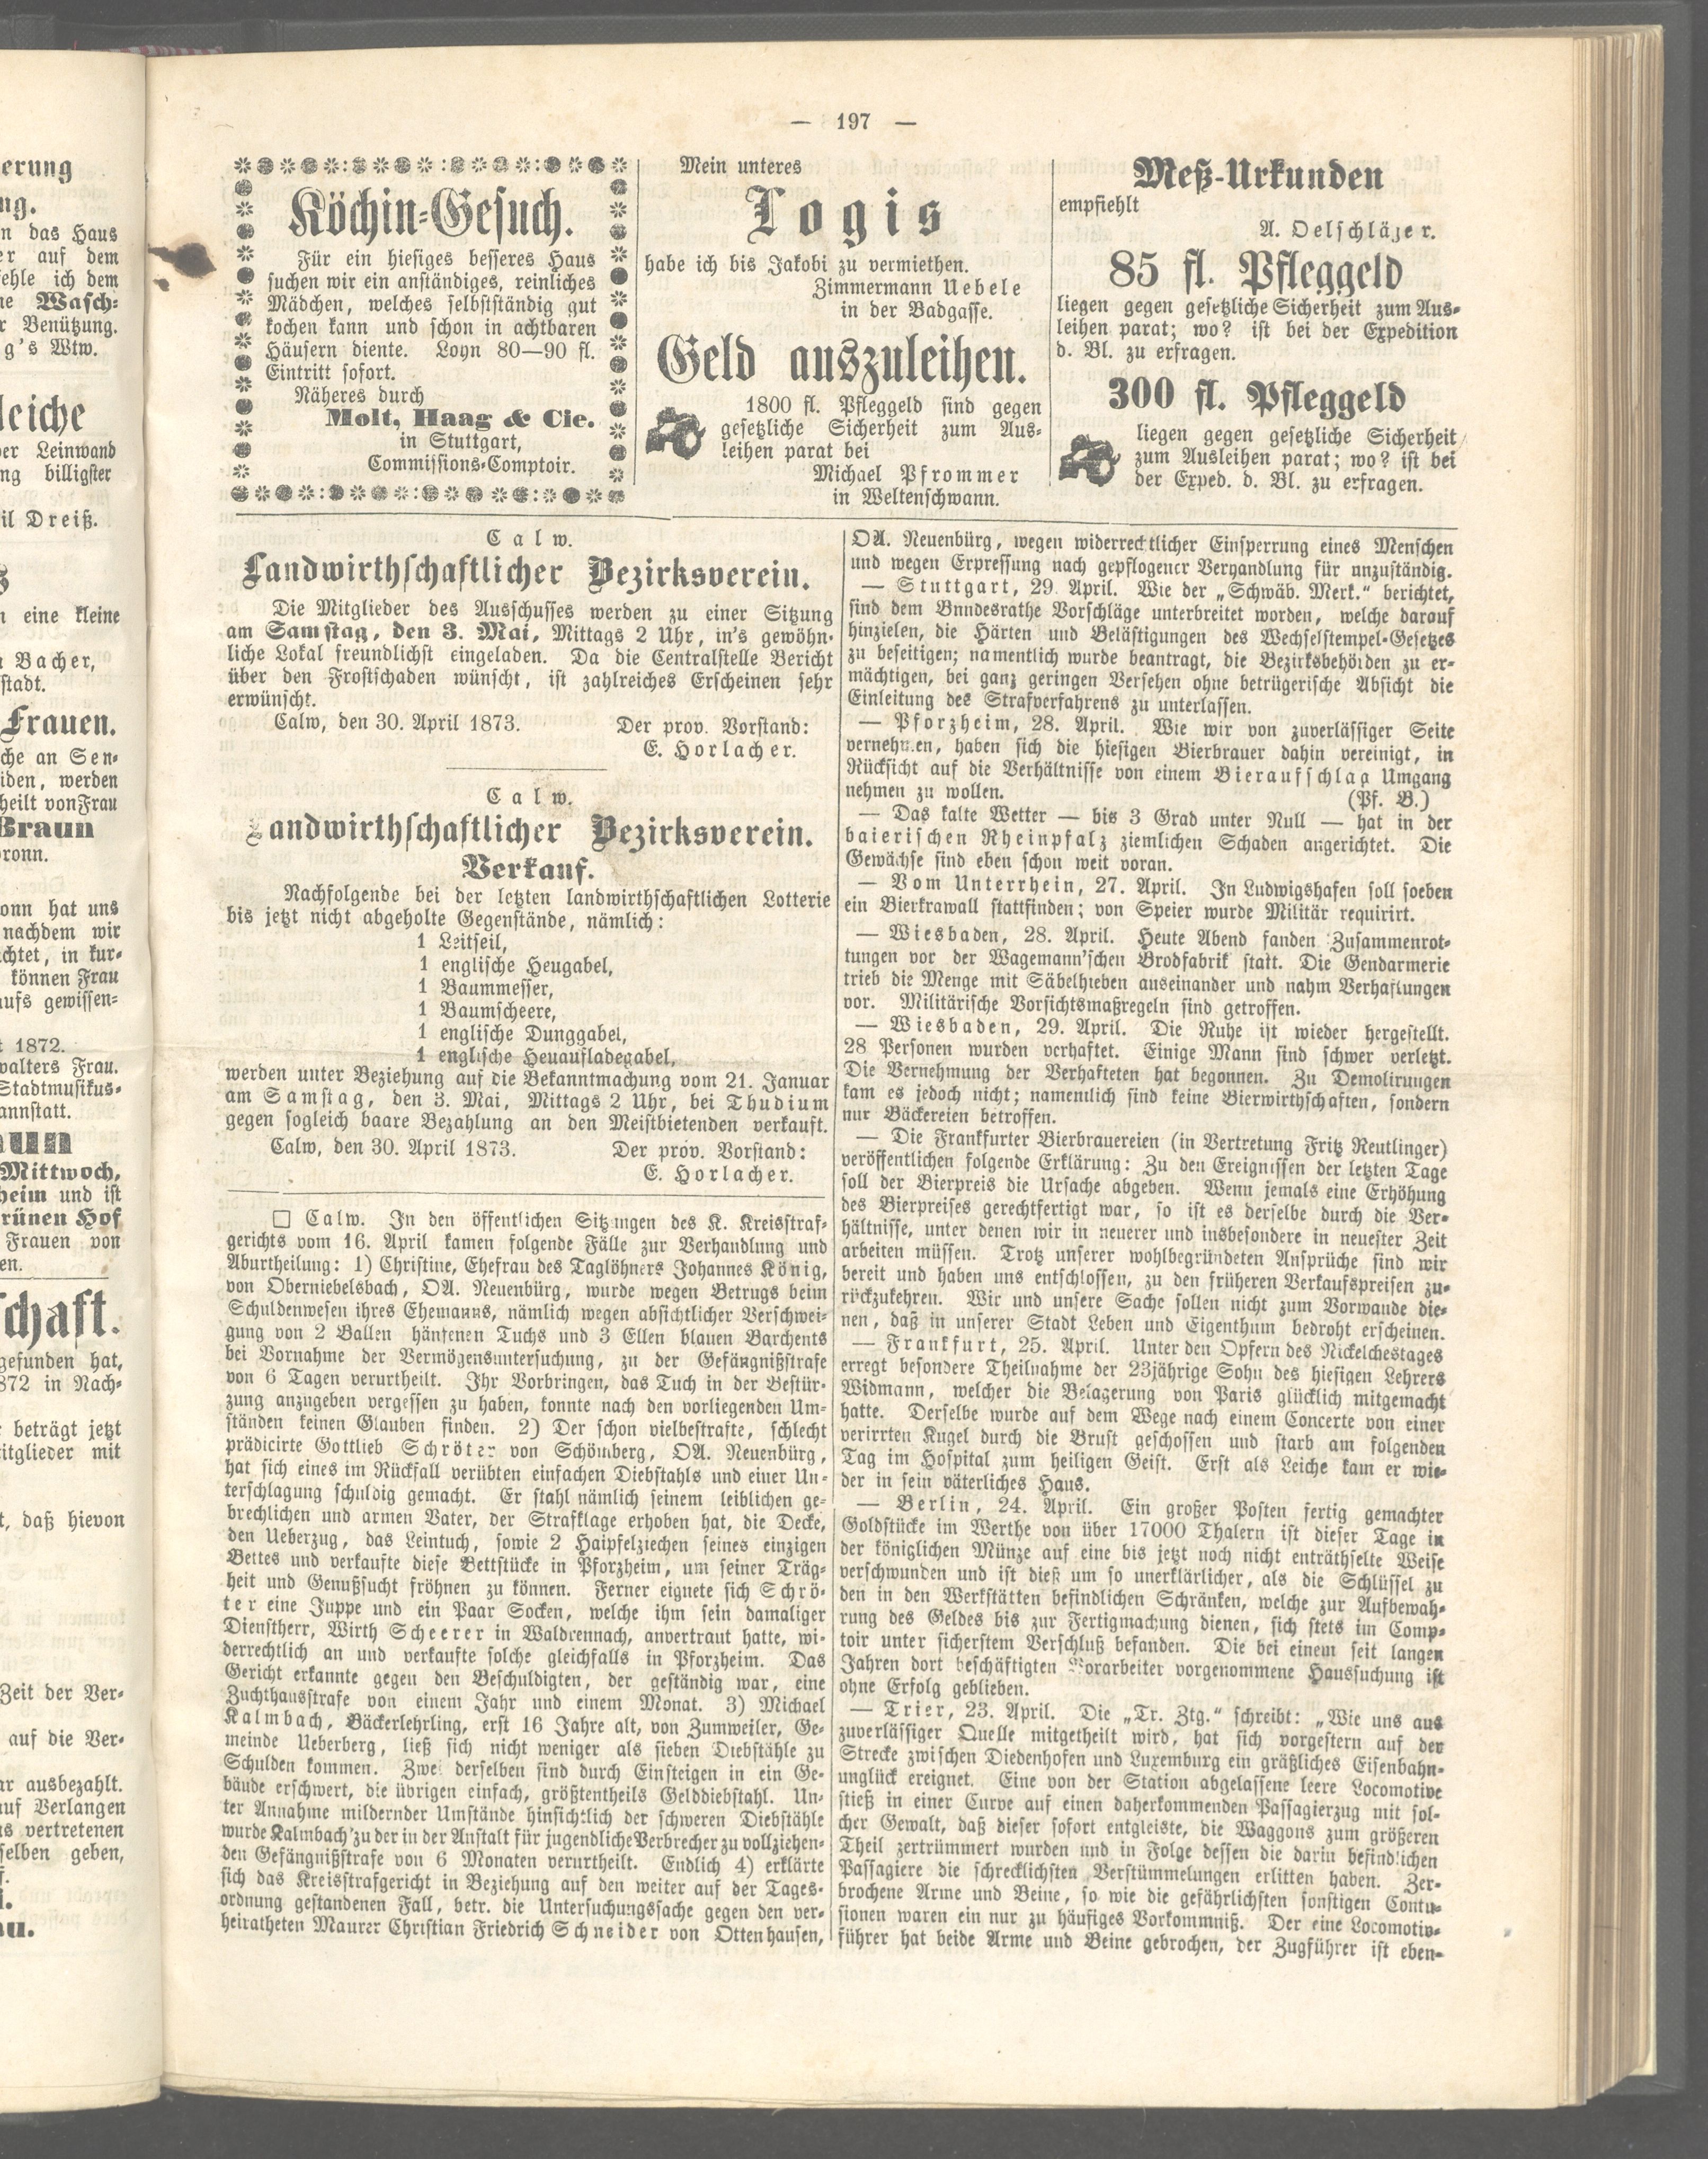 — 197 —
Köchin-Gesuch.
Für ein hiesiges besseres Haus
suchen wir ein anständiges, reinliches
Mädchen, welches selbstständig gut
kochen kann und schon in achtbaren
Häusern diente. Lohn 80—90 fl.
Eintritt sofort.
Näheres durch
Molt, Haag & Cie.
in Stuttgart,
Commissions-Comptoir.
Mein unteres
Logis
habe ich bis Jakobi zu vermiethen.
Zimmermann Uebele
in der Badgasse.
Geld auszuleihen.
1800 fl. Pfleggeld sind gegen
gesetzliche Sicherheit zum Aus-
leihen parat bei
Michael Pfrommer
in Weltenschwann.
Meß-Urkunden
empfiehlt
A. Oelschläger.
85 fl. Pfleggeld
liegen gegen gesetzliche Sicherheit zum Aus-
leihen parat; wo? ist bei der Expedition
d. Bl. zu erfragen.
300 fl. Pfleggeld
liegen gegen gesetzliche Sicherheit
zum Ausleihen parat; wo? ist bei
der Exped. d. Bl. zu erfragen.
Calw.
Landwirthschaftlicher Bezirksverein.
Die Mitglieder des Ausschusses werden zu einer Sitzung
am Samstag, den 3. Mai, Mittags 2 Uhr, in's gewöhn-
liche Lokal freundlichst eingeladen. Da die Centralstelle Bericht
über den Frostschaden wünscht, ist zahlreiches Erscheinen sehr
erwünscht.
Calw, den 30. April 1873. Der prov. Vorstand:
E. Horlacher.
Calw.
Landwirthschaftlicher Bezirksverein.
Verkauf.
Nachfolgende bei der letzten landwirthschaftlichen Lotterie
bis jetzt nicht abgeholte Gegenstände, nämlich:
1 Leitseil,
1 englische Heugabel,
1 Baummesser,
1 Baumscheere,
1 englische Dunggabel,
1 englische Heuaufladegabel,
werden unter Beziehung auf die Bekanntmachung vom 21. Januar
am Samstag, den 3. Mai, Mittags 2 Uhr, bei Thudium
gegen sogleich baare Bezahlung an den Meistbietenden verkauft.
Calw, den 30. April 1873. Der prov. Vorstand:
E. Horlacher.
□ Calw. In den öffentlichen Sitzungen des K. Kreisstraf-
gerichts vom 16. April kamen folgende Fälle zur Verhandlung und
Aburtheilung: 1) Christine, Ehefrau des Taglöhners Johannes König,
von Oberniebelsbach, OA. Neuenbürg, wurde wegen Betrugs beim
Schuldenwesen ihres Ehemanns, nämlich wegen absichtlicher Verschwei-
gung von 2 Ballen hänfenen Tuchs und 3 Ellen blauen Barchents
bei Vornahme der Vermögensuntersuchung, zu der Gefängnißstrafe
von 6 Tagen verurtheilt. Ihr Vorbringen, das Tuch in der Bestür-
zung anzugeben vergessen zu haben, konnte nach den vorliegenden Um-
ständen keinen Glauben finden. 2) Der schon vielbestrafte, schlecht
prädicirte Gottlieb Schröter von Schömberg, OA. Neuenbürg,
hat sich eines im Rückfall verübten einfachen Diebstahls und einer Un-
terschlagung schuldig gemacht. Er stahl nämlich seinem leiblichen ge-
brechlichen und armen Vater, der Strafklage erhoben hat, die Decke,
den Ueberzug, das Leintuch, sowie 2 Haipfelziechen seines einzigen
Bettes und verkaufte diese Bettstücke in Pforzheim, um seiner Träg-
heit und Genußsucht fröhnen zu können. Ferner eignete sich Schrö-
ter eine Juppe und ein Paar Socken, welche ihm sein damaliger
Dienstherr, Wirth Scheerer in Waldrennach, anvertraut hatte, wi-
derrechtlich an und verkaufte solche gleichfalls in Pforzheim. Das
Gericht erkannte gegen den Beschuldigten, der geständig war, eine
Zuchthausstrafe von einem Jahr und einem Monat. 3) Michael
Kalmbach, Bäckerlehrling, erst 16 Jahre alt, von Zumweiler, Ge-
meinde Ueberberg, ließ sich nicht weniger als sieben Diebstähle zu
Schulden kommen. Zwei derselben sind durch Einsteigen in ein Ge-
bäude erschwert, die übrigen einfach, größtentheils Gelddiebstahl. Un-
ter Annahme mildernder Umstände hinsichtlich der schweren Diebstähle
wurde Kalmbach zu der in der Anstalt für jugendliche Verbrecher zu vollziehen-
den Gefängnißstrafe von 6 Monaten verurtheilt. Endlich 4) erklärte
sich das Kreisstrafgericht in Beziehung auf den weiter auf der Tages-
ordnung gestandenen Fall, betr. die Untersuchungssache gegen den ver-
heiratheten Maurer Christian Friedrich Schneider von Ottenhausen,
OA. Neuenbürg, wegen widerrechtlicher Einsperrung eines Menschen
und wegen Erpressung nach gepflogener Verhandlung für unzuständig.
— Stuttgart, 29. April. Wie der „Schwäb. Merk.“ berichtet,
sind dem Bundesrathe Vorschläge unterbreitet worden, welche darauf
hinzielen, die Härten und Belästigungen des Wechselstempel-Gesetzes
zu beseitigen; namentlich wurde beantragt, die Bezirksbehörden zu er-
mächtigen, bei ganz geringen Versehen ohne betrügerische Absicht die
Einleitung des Strafverfahrens zu unterlassen.
— Pforzheim, 28. April. Wie wir von zuverlässiger Seite
vernehmen, haben sich die hiesigen Bierbrauer dahin vereinigt, in
Rücksicht auf die Verhältnisse von einem Bieraufschlag Umgang
nehmen zu wollen. (Pf. B.)
— Das kalte Wetter — bis 3 Grad unter Null — hat in der
baierischen Rheinpfalz ziemlichen Schaden angerichtet. Die
Gewächse sind eben schon weit voran.
— Vom Unterrhein, 27. April. In Ludwigshafen soll soeben
ein Bierkrawall stattfinden; von Speier wurde Militär requirirt.
— Wiesbaden, 28. April. Heute Abend fanden Zusammenrot-
tungen vor der Wagemann'schen Brodfabrik statt. Die Gendarmerie
trieb die Menge mit Säbelhieben auseinander und nahm Verhaftungen
vor. Militärische Vorsichtsmaßregeln sind getroffen.
— Wiesbaden, 29. April. Die Ruhe ist wieder hergestellt.
28 Personen wurden verhaftet. Einige Mann sind schwer verletzt.
Die Vernehmung der Verhafteten hat begonnen. Zu Demolirungen
kam es jedoch nicht; namentlich sind keine Bierwirthschaften, sondern
nur Bäckereien betroffen.
— Die Frankfurter Bierbrauereien (in Vertretung Fritz Reutlinger)
veröffentlichen folgende Erklärung: Zu den Ereignissen der letzten Tage
soll der Bierpreis die Ursache abgeben. Wenn jemals eine Erhöhung
des Bierpreises gerechtfertigt war, so ist es derselbe durch die Ver-
hältnisse, unter denen wir in neuerer und insbesondere in neuester Zeit
arbeiten müssen. Trotz unserer wohlbegründeten Ansprüche sind wir
bereit und haben uns entschlossen, zu den früheren Verkaufspreisen zu-
rückzukehren. Wir und unsere Sache sollen nicht zum Vorwande die-
nen, daß in unserer Stadt Leben und Eigenthum bedroht erscheinen.
— Frankfurt, 25. April. Unter den Opfern des Nickelchestages
erregt besondere Theilnahme der 23jährige Sohn des hiesigen Lehrers
Widmann, welcher die Belagerung von Paris glücklich mitgemacht
hatte. Derselbe wurde auf dem Wege nach einem Concerte von einer
verirrten Kugel durch die Brust geschossen und starb am folgenden
Tag im Hospital zum heiligen Geist. Erst als Leiche kam er wie-
der in sein väterliches Haus.
— Berlin, 24. April. Ein großer Posten fertig gemachter
Goldstücke im Werthe von über 17000 Thalern ist dieser Tage in
der königlichen Münze auf eine bis jetzt noch nicht enträthselte Weise
verschwunden und ist dieß um so unerklärlicher, als die Schlüssel zu
den in den Werkstätten befindlichen Schränken, welche zur Aufbewah-
rung des Geldes bis zur Fertigmachung dienen, sich stets im Comp-
toir unter sicherstem Verschluß befanden. Die bei einem seit langen
Jahren dort beschäftigten Vorarbeiter vorgenommene Haussuchung ist
ohne Erfolg geblieben.
— Trier, 23. April. Die „Tr. Ztg.“ schreibt: „Wie uns aus
zuverlässiger Quelle mitgetheilt wird, hat sich vorgestern auf der
Strecke zwischen Diedenhofen und Luxemburg ein gräßliches Eisenbahn-
unglück ereignet. Eine von der Station abgelassene leere Locomotive
stieß in einer Curve auf einen daherkommenden Passagierzug mit sol-
cher Gewalt, daß dieser sofort entgleiste, die Waggons zum größeren
Theil zertrümmert wurden und in Folge dessen die darin befindlichen
Passagiere die schrecklichsten Verstümmelungen erlitten haben. Zer-
brochene Arme und Beine, so wie die gefährlichsten sonstigen Contu-
sionen waren ein nur zu häufiges Vorkommniß. Der eine Locomotiv-
führer hat beide Arme und Beine gebrochen, der Zugführer ist eben-